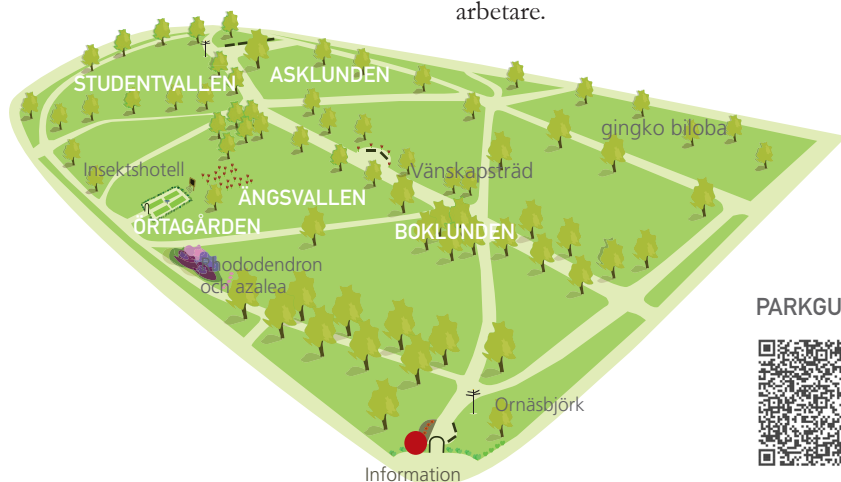 arbetare.
STUDENTVALLEN
ASKLUNDEN
gingko biloba
Insektshotell
Vänskapsträd
ÄNGSVALLEN
ÖRTAGÅRDEN
BOKLUNDEN
Rhododendron
och azalea
PARKGU
Ornäsbjörk
Information